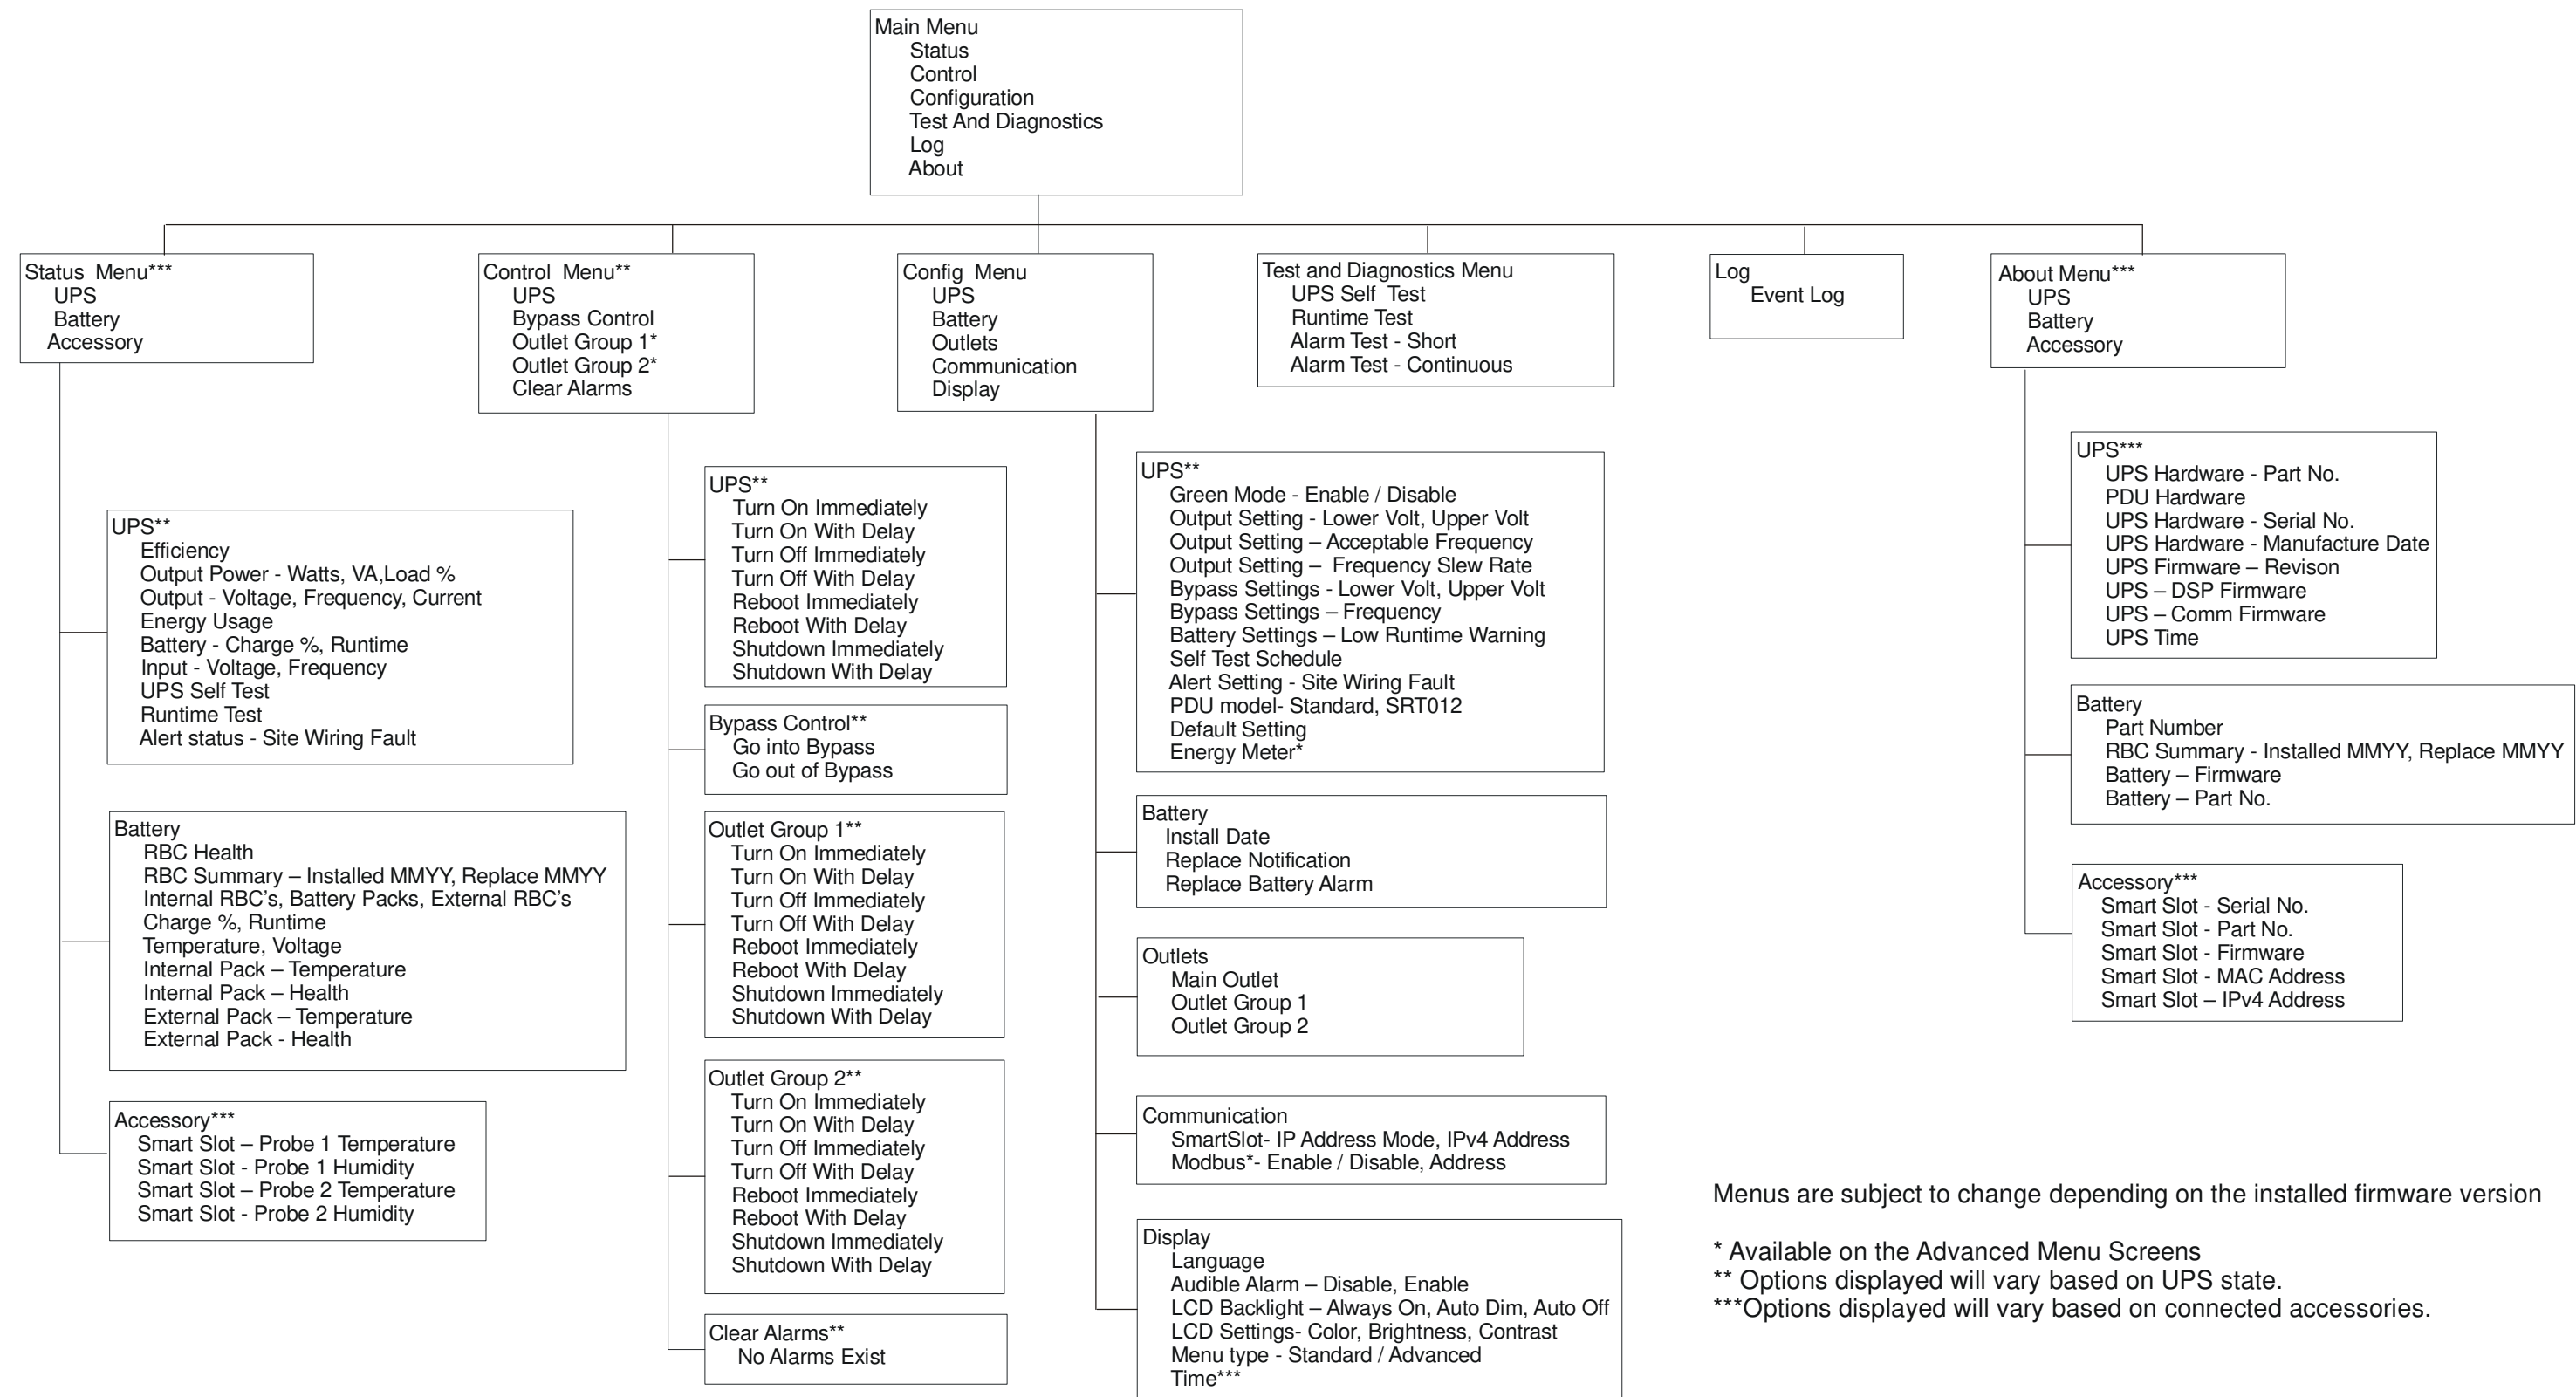 Main Menu
Status
Control
Configuration
Test And Diagnostics
Log
About
Status  Menu***
UPS
Battery
Accessory
UPS**
Efficiency
Output Power - Watts, VA,Load %
Output - Voltage, Frequency, Current
Energy Usage
Battery - Charge %, Runtime
Input - Voltage, Frequency
UPS Self Test
Runtime Test
Alert status - Site Wiring Fault
Battery
RBC Health
RBC Summary – Installed MMYY, Replace MMYY
Internal RBC’s, Battery Packs, External RBC’s
Charge %, Runtime
Temperature, Voltage
Internal Pack – Temperature
Internal Pack – Health
External Pack – Temperature
External Pack - Health
Accessory***
Smart Slot – Probe 1 Temperature
Smart Slot - Probe 1 Humidity
Smart Slot – Probe 2 Temperature
Smart Slot - Probe 2 Humidity
Control  Menu**
UPS
Bypass Control
Outlet Group 1*
Outlet Group 2*
Clear Alarms
UPS**
Turn On Immediately
Turn On With Delay
Turn Off Immediately
Turn Off With Delay
Reboot Immediately
Reboot With Delay
Shutdown Immediately
Shutdown With Delay
Bypass Control**
Go into Bypass
Go out of Bypass
Outlet Group 1**
Turn On Immediately
Turn On With Delay
Turn Off Immediately
Turn Off With Delay
Reboot Immediately
Reboot With Delay
Shutdown Immediately
Shutdown With Delay
Outlet Group 2**
Turn On Immediately
Turn On With Delay
Turn Off Immediately
Turn Off With Delay
Reboot Immediately
Reboot With Delay
Shutdown Immediately
Shutdown With Delay
Clear Alarms**
No Alarms Exist
Config  Menu
UPS
Battery
Outlets
Communication
Display
UPS**
Green Mode - Enable / Disable
Output Setting - Lower Volt, Upper Volt
Output Setting – Acceptable Frequency
Output Setting –  Frequency Slew Rate
Bypass Settings - Lower Volt, Upper Volt
Bypass Settings – Frequency
Battery Settings – Low Runtime Warning
Self Test Schedule
Alert Setting - Site Wiring Fault
PDU model- Standard, SRT012
Default Setting
Energy Meter*
Battery
Install Date
Replace Notification
Replace Battery Alarm
Outlets
Main Outlet
Outlet Group 1
Outlet Group 2
Communication
SmartSlot- IP Address Mode, IPv4 Address
Modbus*- Enable / Disable, Address
Display
Language
Audible Alarm – Disable, Enable
LCD Backlight – Always On, Auto Dim, Auto Off
LCD Settings- Color, Brightness, Contrast
Menu type - Standard / Advanced
Time***
Test and Diagnostics Menu
UPS Self  Test
Runtime Test
Alarm Test - Short
Alarm Test - Continuous
Log
Event Log
About Menu***
UPS
Battery
Accessory
UPS***
UPS Hardware - Part No.
PDU Hardware
UPS Hardware - Serial No.
UPS Hardware - Manufacture Date
UPS Firmware – Revison
UPS – DSP Firmware
UPS – Comm Firmware
UPS Time
Battery
Part Number
RBC Summary - Installed MMYY, Replace MMYY
Battery – Firmware
Battery – Part No.
Accessory***
Smart Slot - Serial No.
Smart Slot - Part No.
Smart Slot - Firmware
Smart Slot - MAC Address
Smart Slot – IPv4 Address
Menus are subject to change depending on the installed firmware version
* Available on the Advanced Menu Screens
** Options displayed will vary based on UPS state.
***Options displayed will vary based on connected accessories.